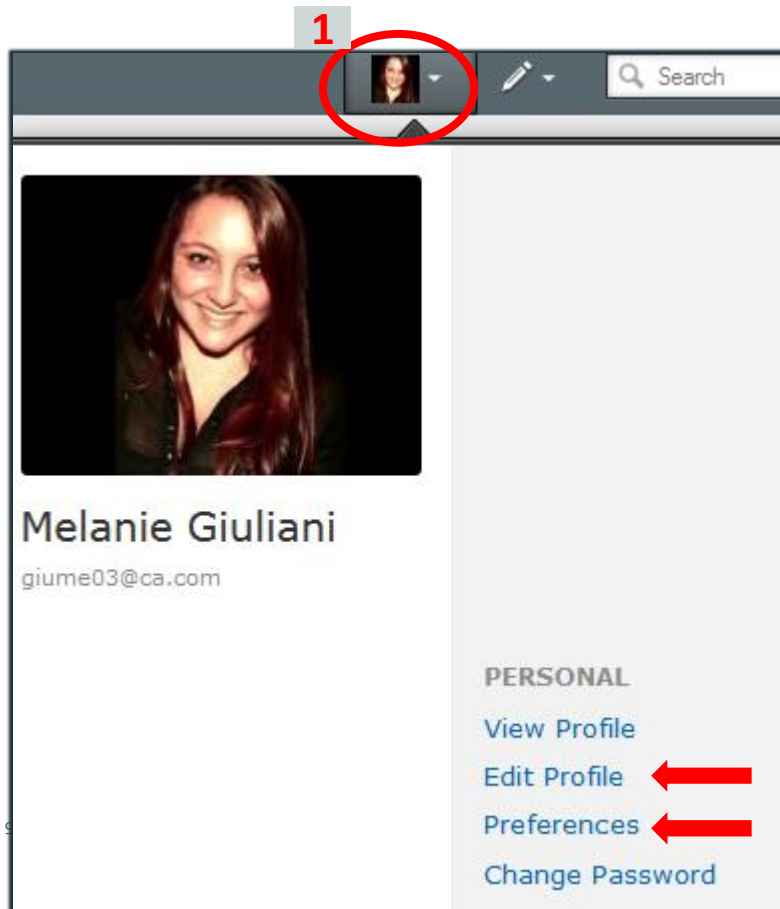 1
Search
Melanie Giuliani
giume03@ca.com
PERSONAL
View Profile
Edit Profile
Preferences
Change Password